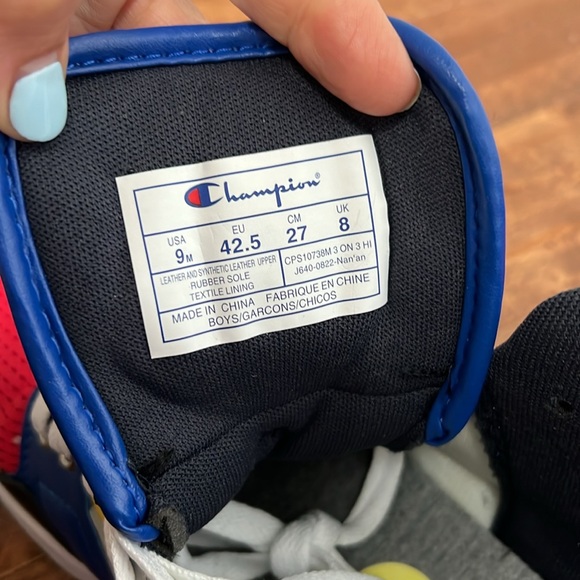 Champion®
USA EU CM UK
9M 42.5 27 8
LEATHER AND SYNTHETIC LEATHER UPPER
RUBBER SOLE
TEXTILE LINING
CPS10738M 3 ON 3 HI
J640-0822-Nan'an
MADE IN CHINA FABRIQUE EN CHINE
BOYS/GARCONS/CHICOS